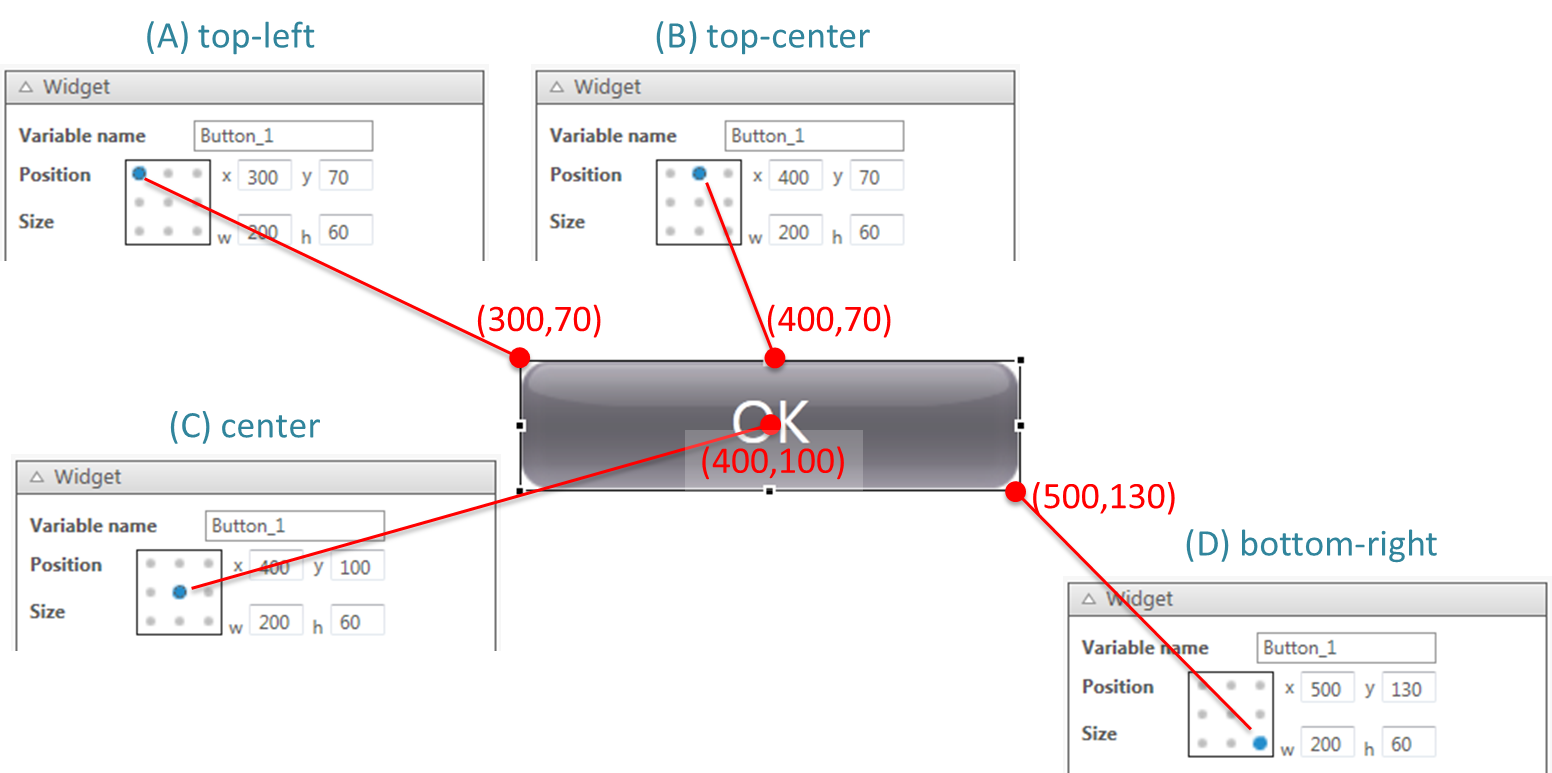 (A) top-left
(B) top-center
Widget
Variable name Button_1
Position x 300 y 70
Size w 200 h 60
Widget
Variable name Button_1
Position x 400 y 70
Size w 200 h 60
(300,70)
(400,70)
OK
(400,100)
(500,130)
(C) center
Widget
Variable name Button_1
Position x 400 y 100
Size w 200 h 60
(D) bottom-right
Widget
Variable name Button_1
Position x 500 y 130
Size w 200 h 60